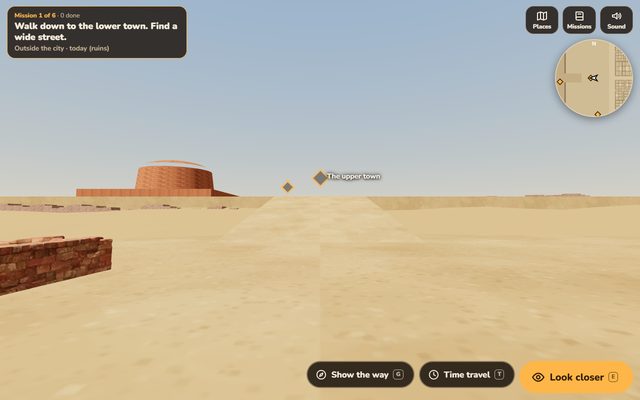 Mission 1 of 6 · 0 done
Walk down to the lower town. Find a
wide street.
Outside the city · today (ruins)
Places
Missions
Sound
N
The upper town
Show the way G
Time travel T
Look closer E